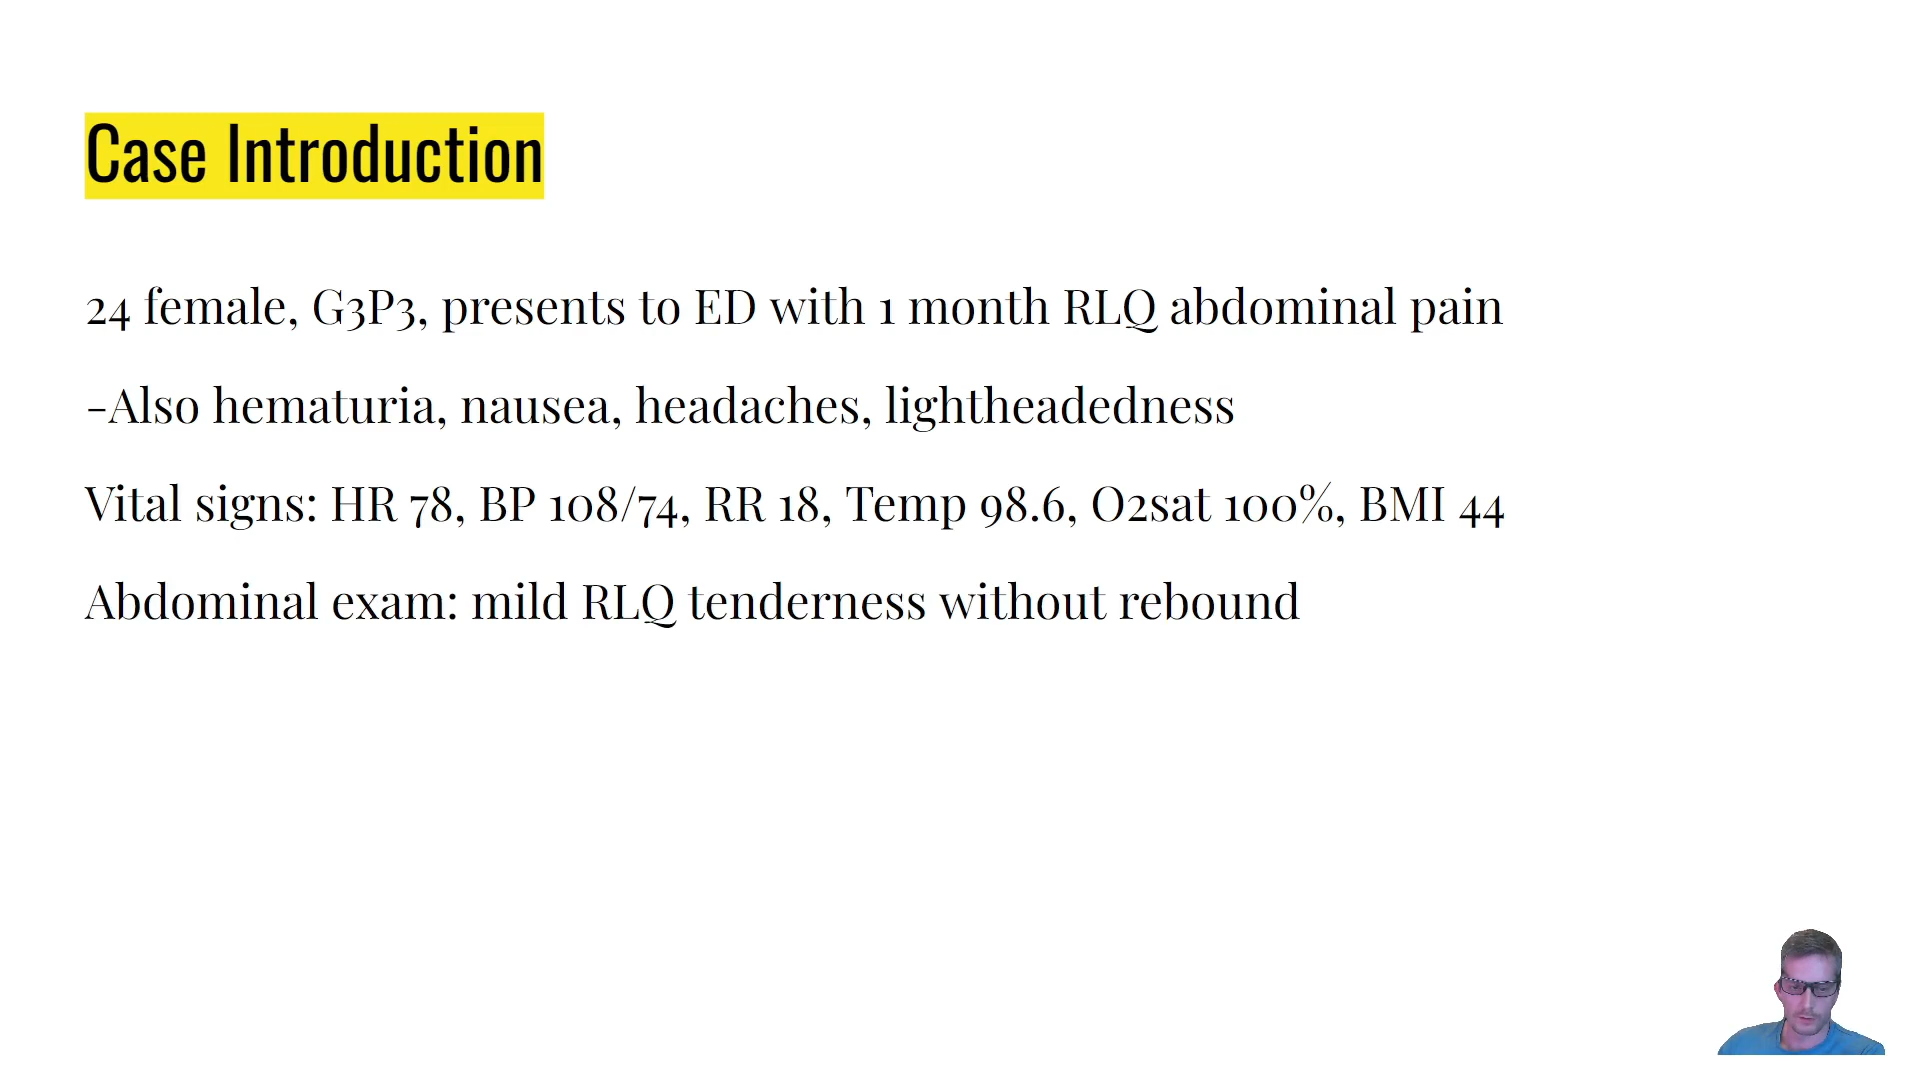 Case Introduction
24 female, G3P3, presents to ED with 1 month RLQ abdominal pain
-Also hematuria, nausea, headaches, lightheadedness
Vital signs: HR 78, BP 108/74, RR 18, Temp 98.6, O2sat 100%, BMI 44
Abdominal exam: mild RLQ tenderness without rebound